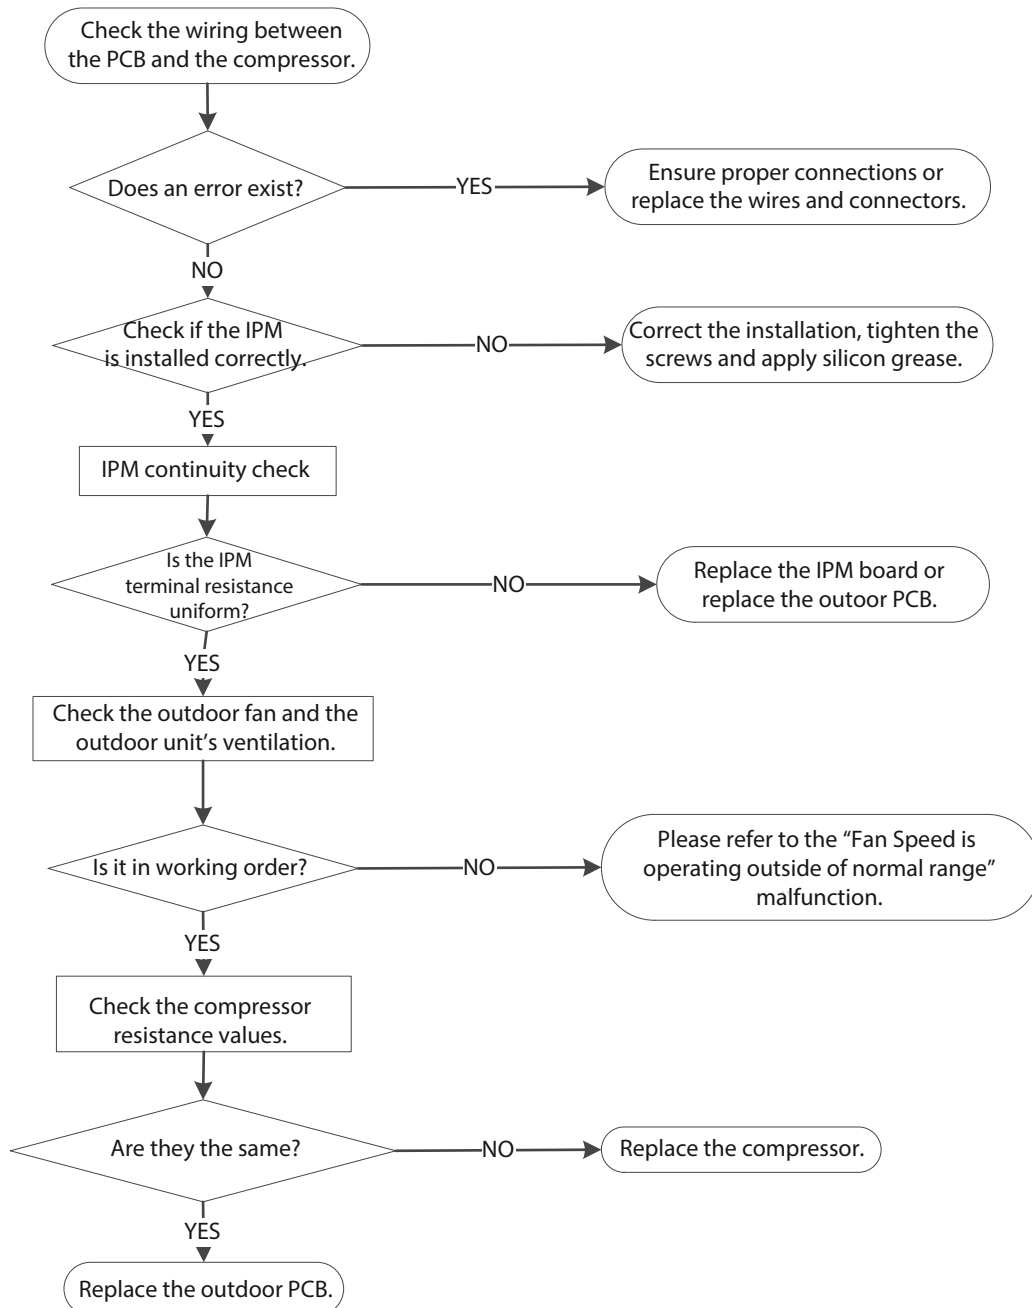 Check the wiring between
the PCB and the compressor.
Does an error exist?
YES
Ensure proper connections or
replace the wires and connectors.
NO
Check if the IPM
is installed correctly.
NO
Correct the installation, tighten the
screws and apply silicon grease.
YES
IPM continuity check
Is the IPM
terminal resistance
uniform?
NO
Replace the IPM board or
replace the outoor PCB.
YES
Check the outdoor fan and the
outdoor unit’s ventilation.
Is it in working order?
NO
Please refer to the “Fan Speed is
operating outside of normal range”
malfunction.
YES
Check the compressor
resistance values.
Are they the same?
NO
Replace the compressor.
YES
Replace the outdoor PCB.